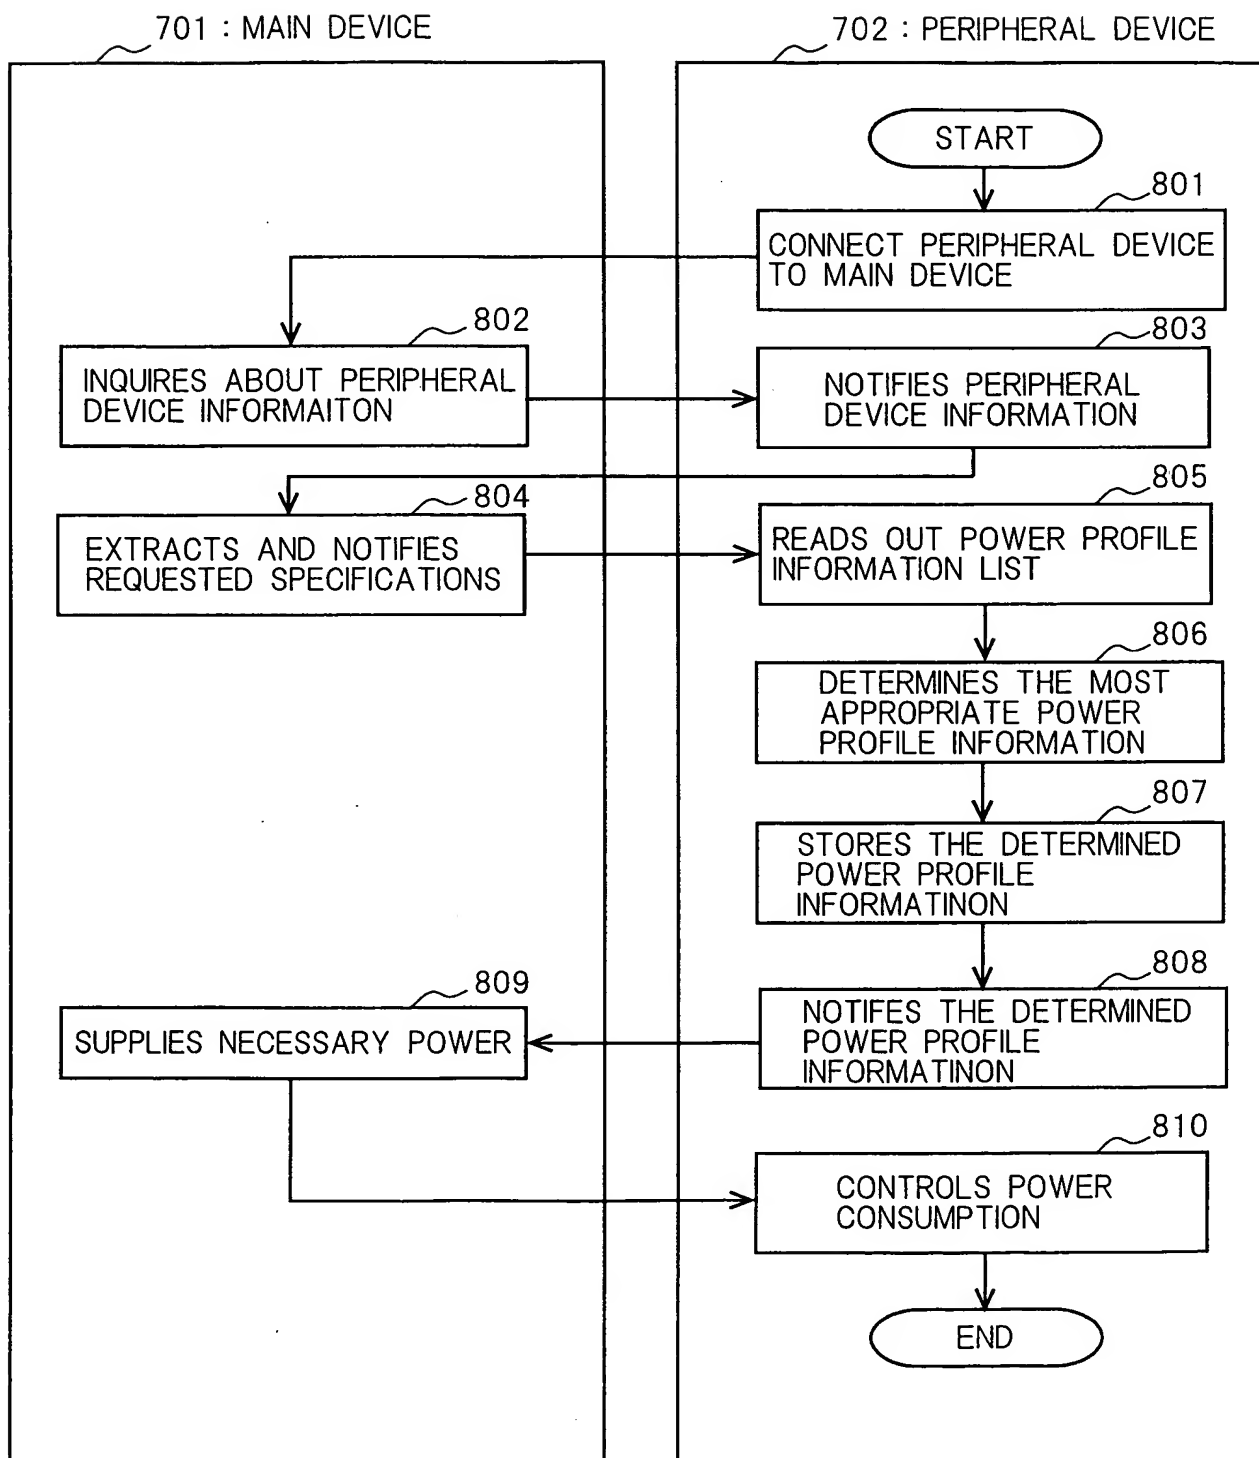 701 : MAIN DEVICE
702 : PERIPHERAL DEVICE
START
801
CONNECT PERIPHERAL DEVICE
TO MAIN DEVICE
802
INQUIRES ABOUT PERIPHERAL
DEVICE INFORMAITON
803
NOTIFIES PERIPHERAL
DEVICE INFORMATION
804
EXTRACTS AND NOTIFIES
REQUESTED SPECIFICATIONS
805
READS OUT POWER PROFILE
INFORMATION LIST
806
DETERMINES THE MOST
APPROPRIATE POWER
PROFILE INFORMATION
807
STORES THE DETERMINED
POWER PROFILE
INFORMATINON
808
NOTIFES THE DETERMINED
POWER PROFILE
INFORMATINON
809
SUPPLIES NECESSARY POWER
810
CONTROLS POWER
CONSUMPTION
END